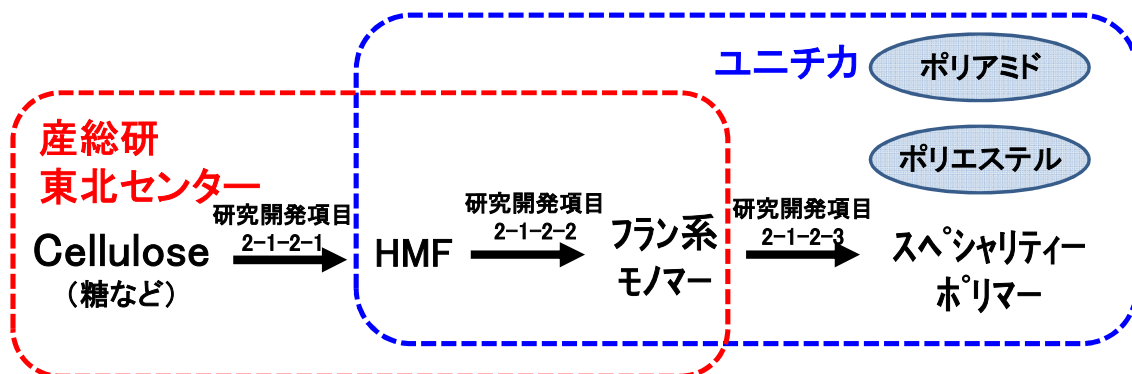 ユニチカ
ポリアミド
ポリエステル
産総研
東北センター
Cellulose
(糖など)
研究開発項目
2-1-2-1
HMF
研究開発項目
2-1-2-2
フラン系
モノマー
研究開発項目
2-1-2-3
スペシャリティー
ポリマー